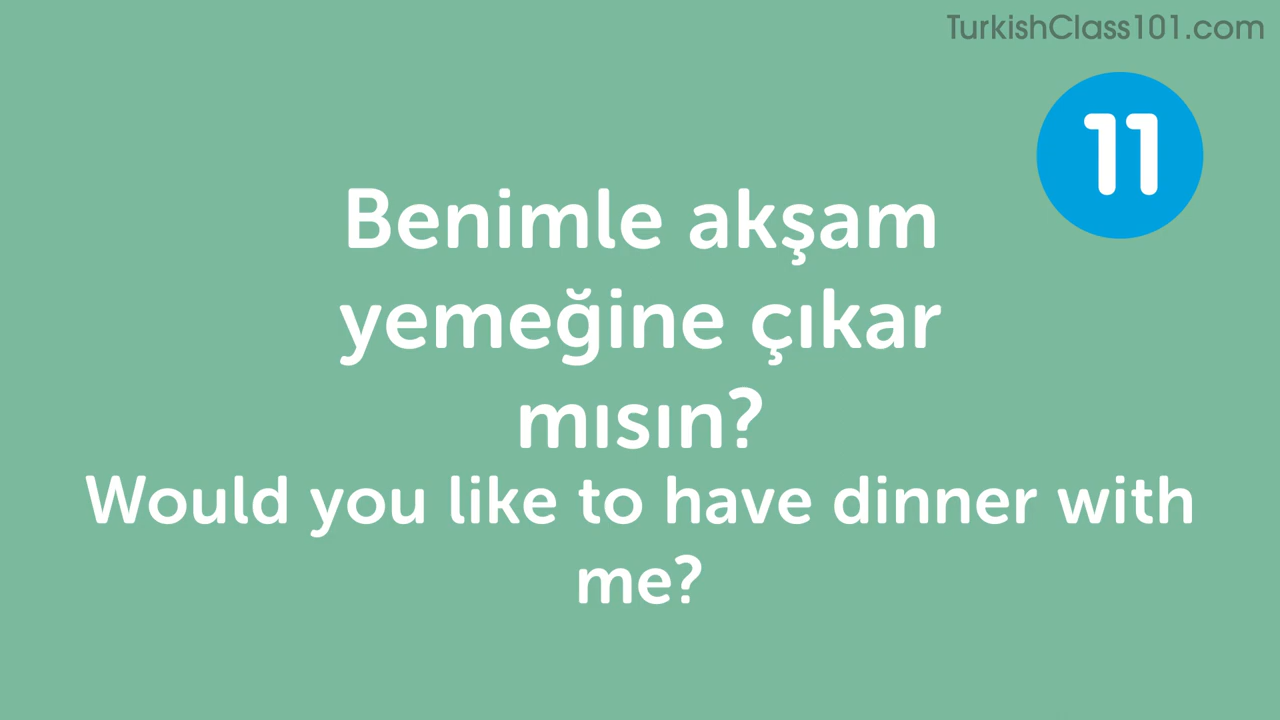 TurkishClass101.com
11
Benimle akşam
yemeğine çıkar
mısın?
Would you like to have dinner with
me?